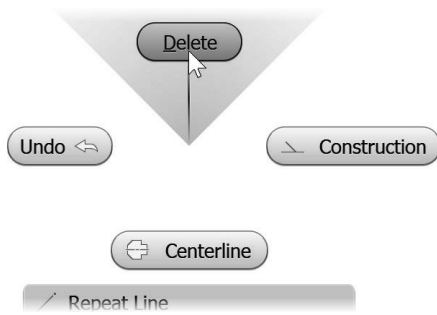 Delete
Undo
Construction
Centerline
Repeat Line